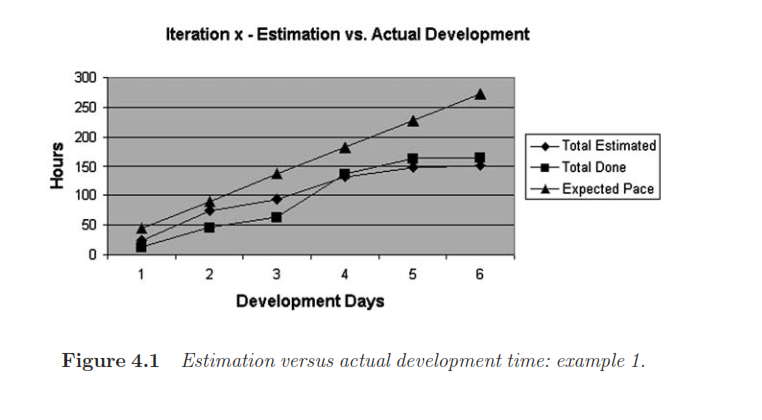 Iteration x - Estimation vs. Actual Development
300
250
200
150
100
50
0
Hours
1 2 3 4 5 6
Development Days
Total Estimated
Total Done
Expected Pace
Figure 4.1 Estimation versus actual development time: example 1.